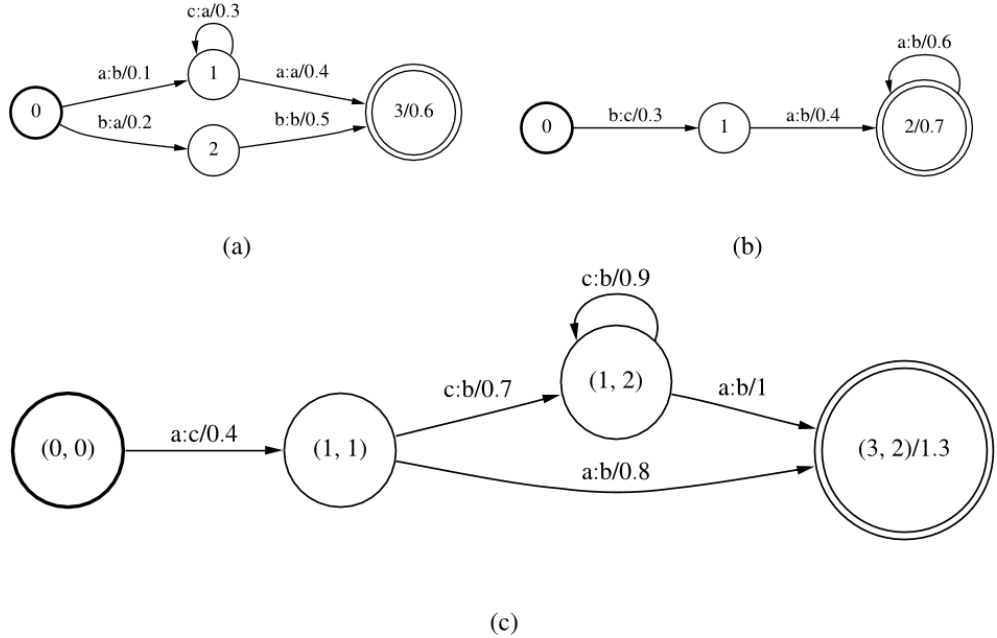 c:a/0.3
a:b/0.1
1
a:a/0.4
0
3/0.6
b:a/0.2
2
b:b/0.5
(a)
a:b/0.6
0
b:c/0.3
1
a:b/0.4
2/0.7
(b)
c:b/0.9
(0, 0)
a:c/0.4
(1, 1)
c:b/0.7
(1, 2)
a:b/1
a:b/0.8
(3, 2)/1.3
(c)